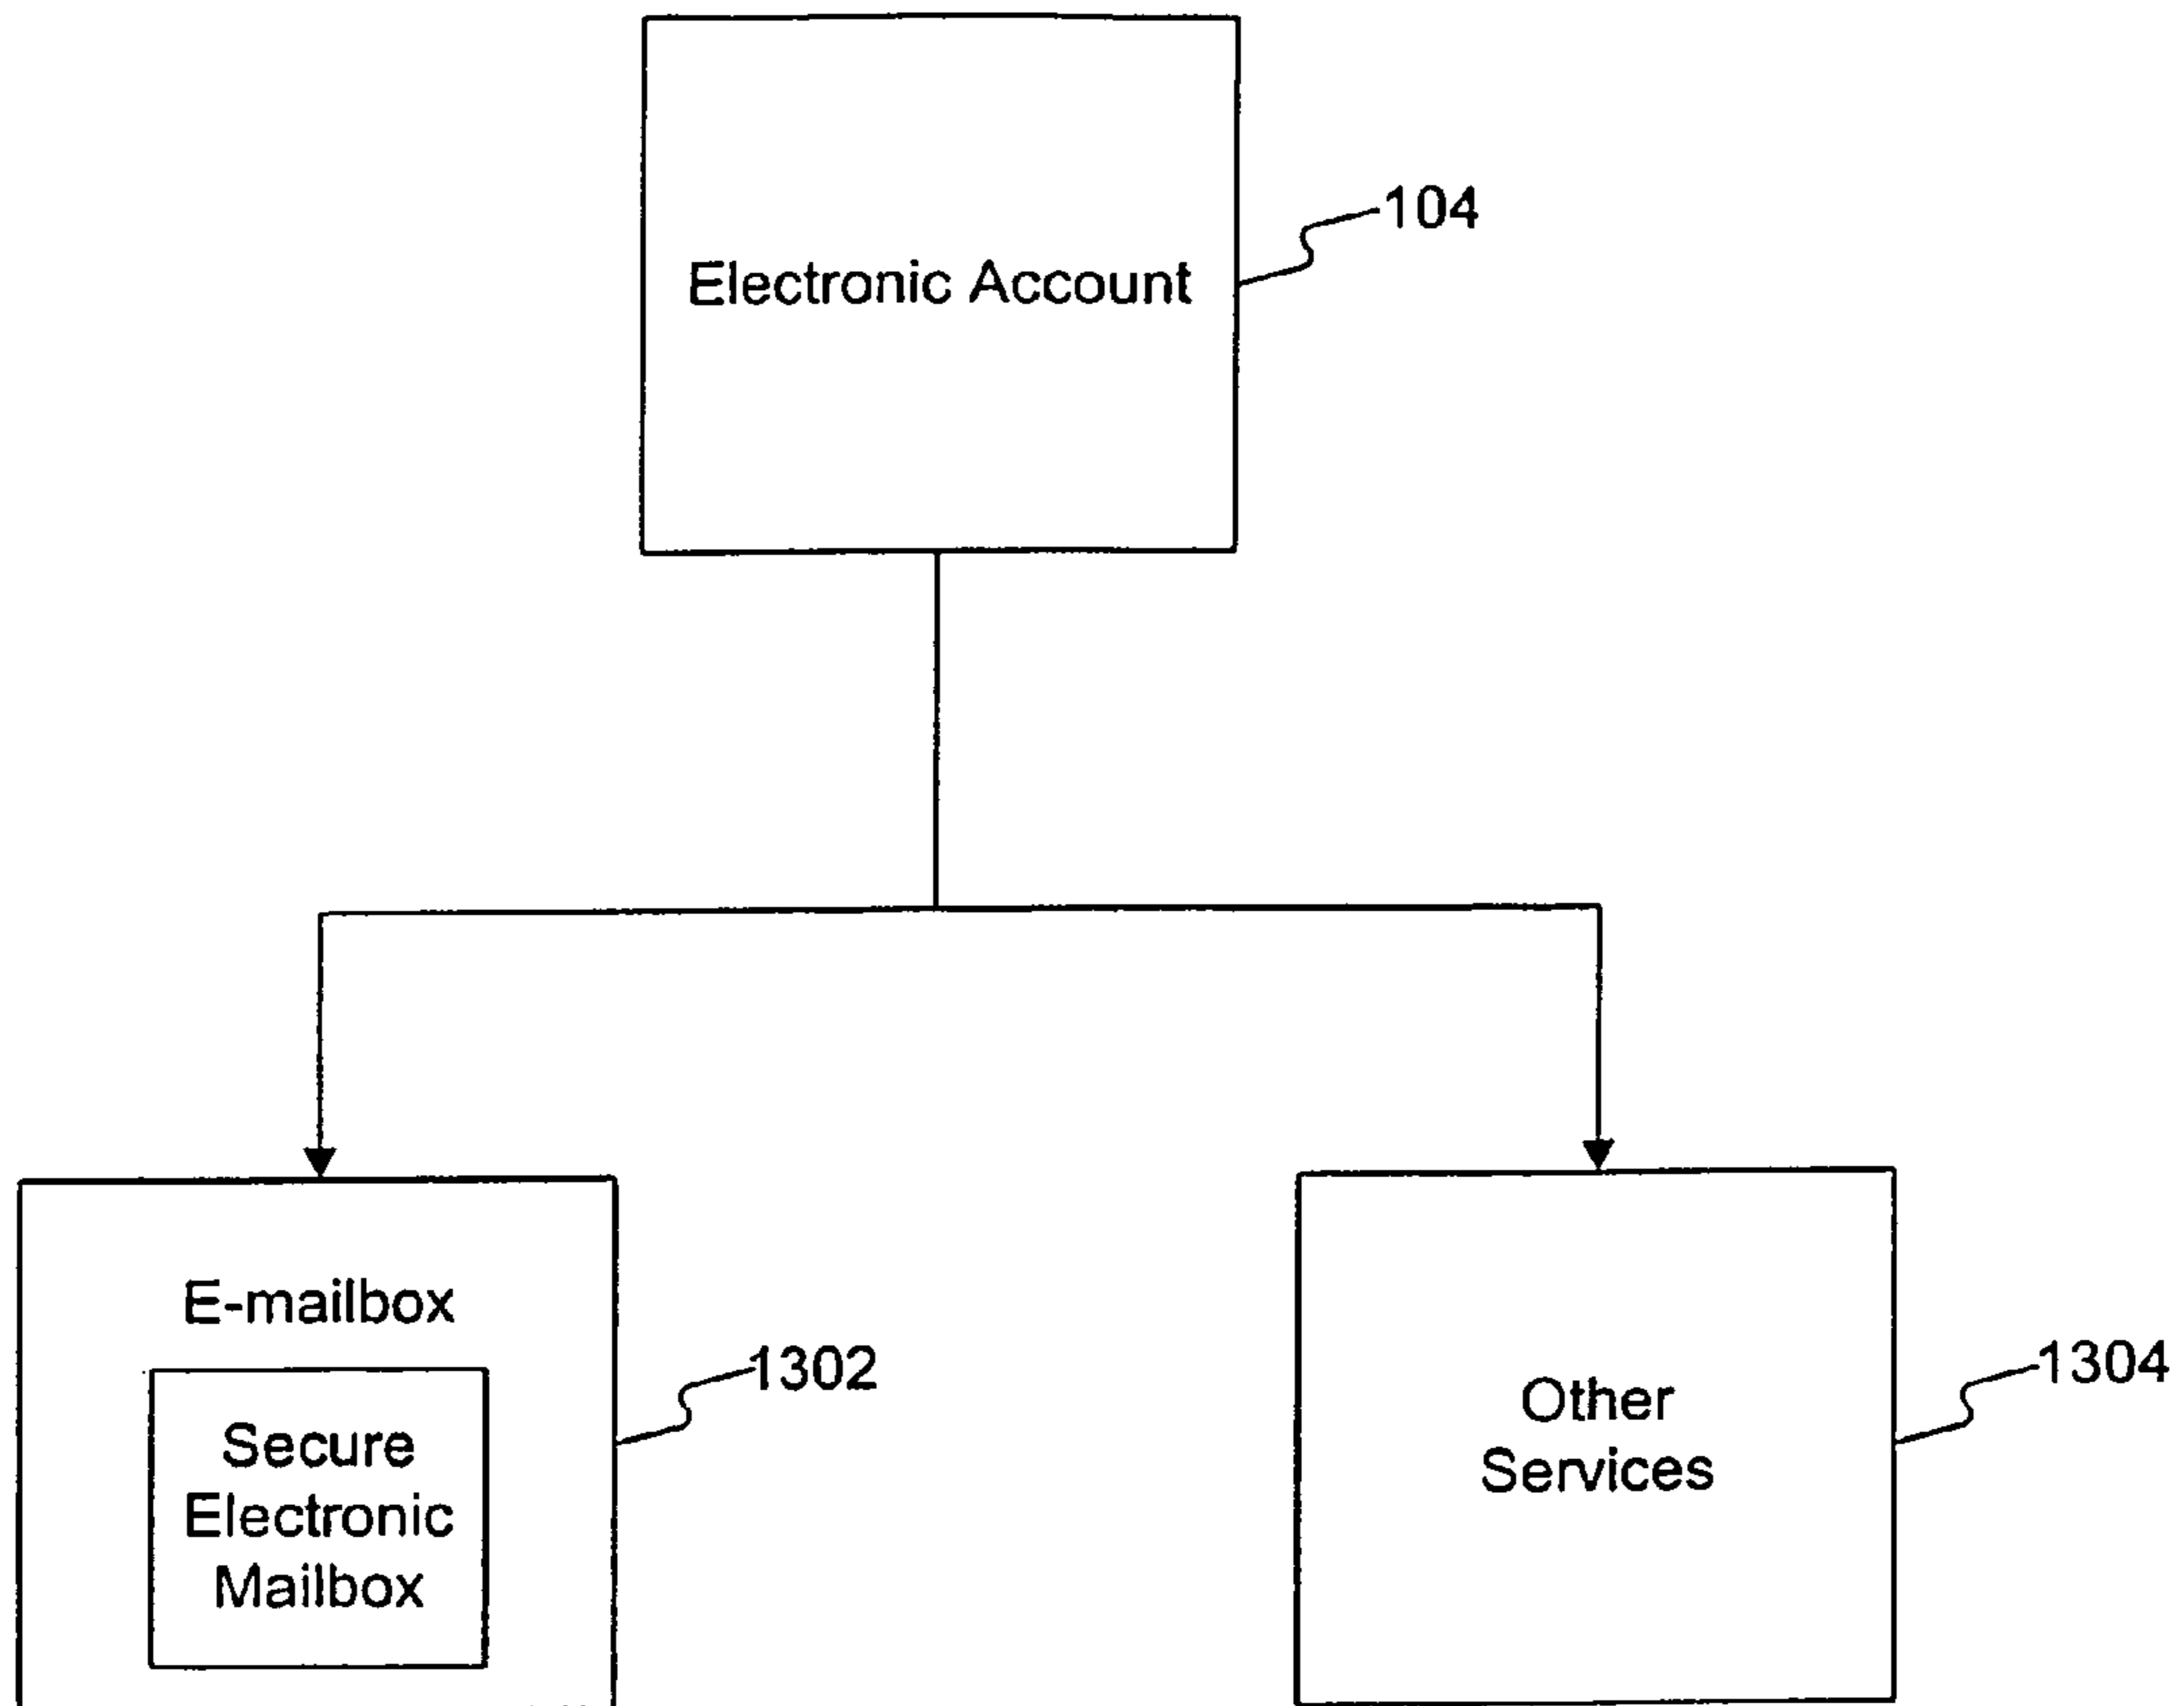 104
Electronic Account
E-mailbox
1302
Secure
Electronic
Mailbox
1304
Other
Services